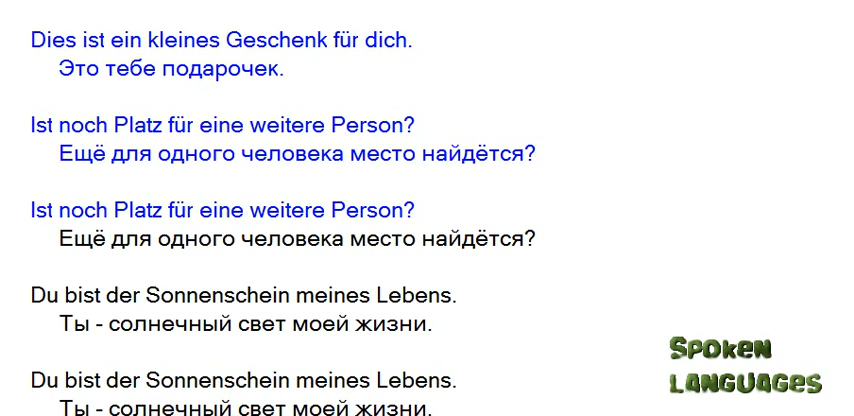 Dies ist ein kleines Geschenk für dich.
Это тебе подарочек.
Ist noch Platz für eine weitere Person?
Ещё для одного человека место найдётся?
Ist noch Platz für eine weitere Person?
Ещё для одного человека место найдётся?
Du bist der Sonnenschein meines Lebens.
Ты - солнечный свет моей жизни.
Du bist der Sonnenschein meines Lebens.
Ты - солнечный свет моей жизни.
Spoken
Languages